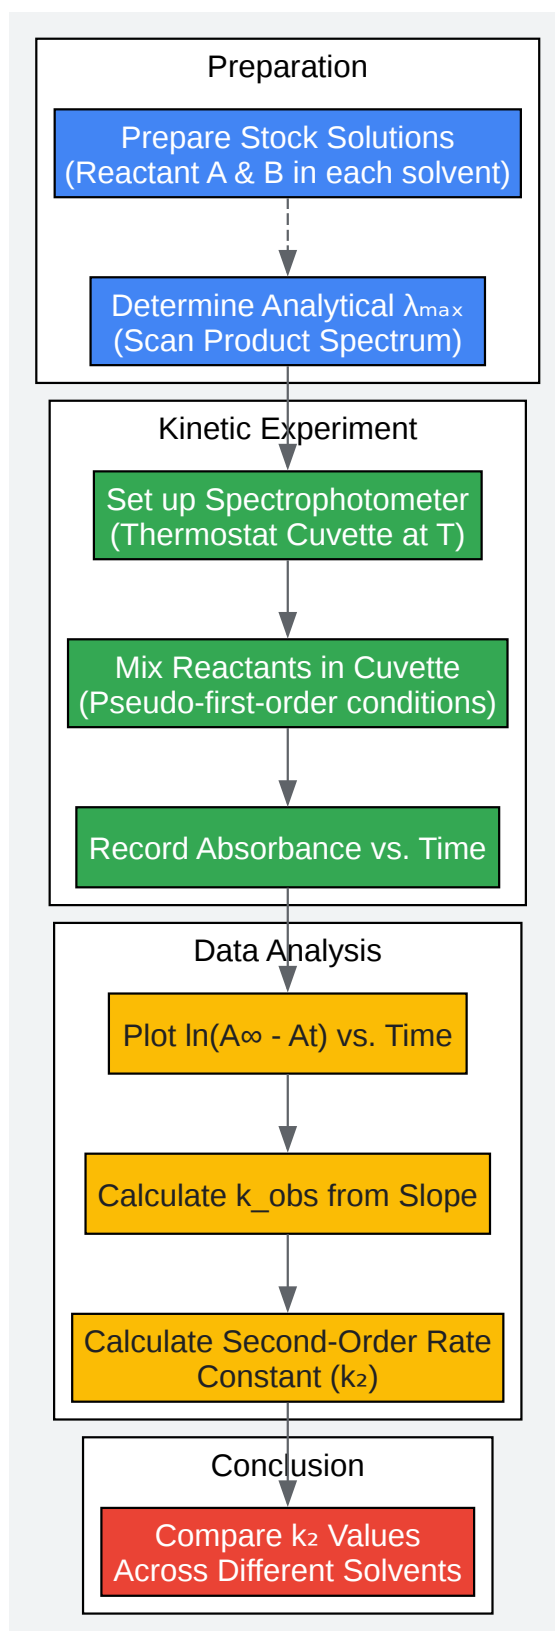 Preparation
Prepare Stock Solutions
(Reactant A & B in each solvent)
Determine Analytical λₘₐₓ
(Scan Product Spectrum)
Kinetic Experiment
Set up Spectrophotometer
(Thermostat Cuvette at T)
Mix Reactants in Cuvette
(Pseudo-first-order conditions)
Record Absorbance vs. Time
Data Analysis
Plot ln(A∞ - At) vs. Time
Calculate k_obs from Slope
Calculate Second-Order Rate
Constant (k₂)
Conclusion
Compare k₂ Values
Across Different Solvents